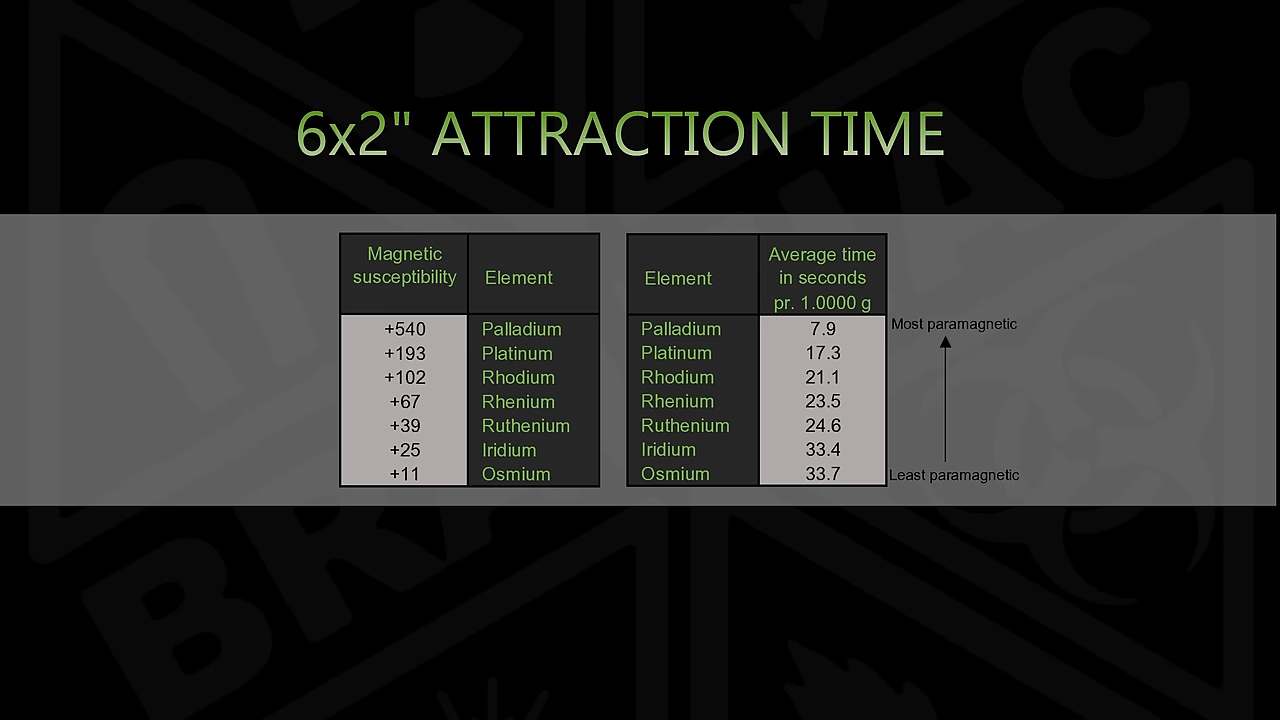 6x2" ATTRACTION TIME
Magnetic
susceptibility
Element
+540 Palladium
+193 Platinum
+102 Rhodium
+67 Rhenium
+39 Ruthenium
+25 Iridium
+11 Osmium
Element
Average time
in seconds
pr. 1.0000 g
Palladium 7.9
Platinum 17.3
Rhodium 21.1
Rhenium 23.5
Ruthenium 24.6
Iridium 33.4
Osmium 33.7
Most paramagnetic
Least paramagnetic